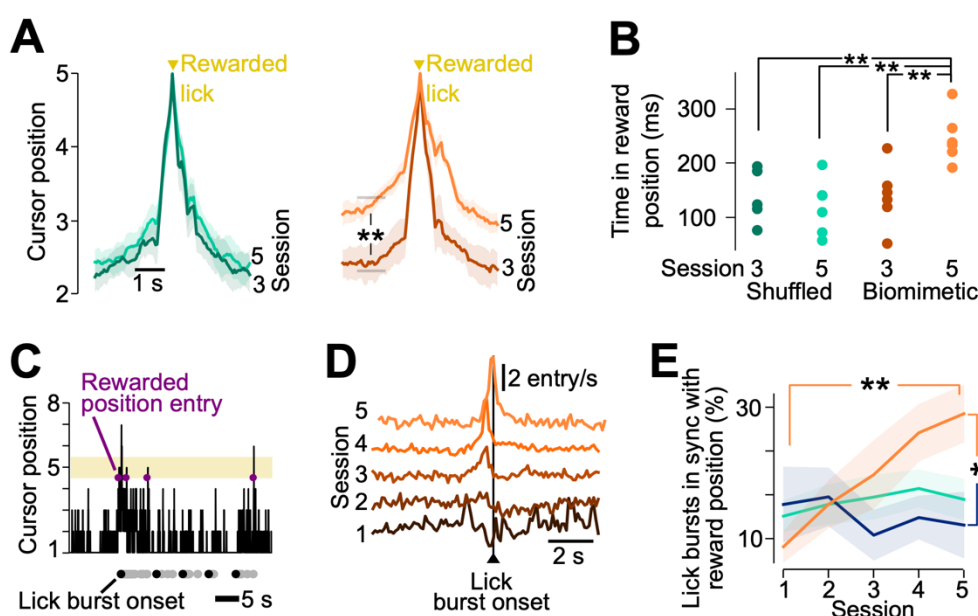 A
Rewarded
lick
Cursor position
5
4
3
2
1 s
5
3
Session
Rewarded
lick
**
5
3
Session
B
Time in reward
position (ms)
300
200
100
**
**
**
Session 3 5 3 5
Shuffled Biomimetic
C
Rewarded
position entry
Cursor position
8
5
1
Lick burst onset
5 s
D
2 entry/s
Session
5
4
3
2
1
2 s
Lick
burst onset
E
Lick bursts in sync with
reward position (%)
30
10
**
*
1 2 3 4 5
Session